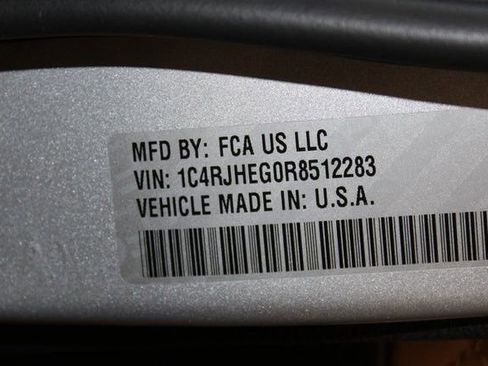 MFD BY: FCA US LLC
VIN: 1C4RJHEG0R8512283
VEHICLE MADE IN: U.S.A.